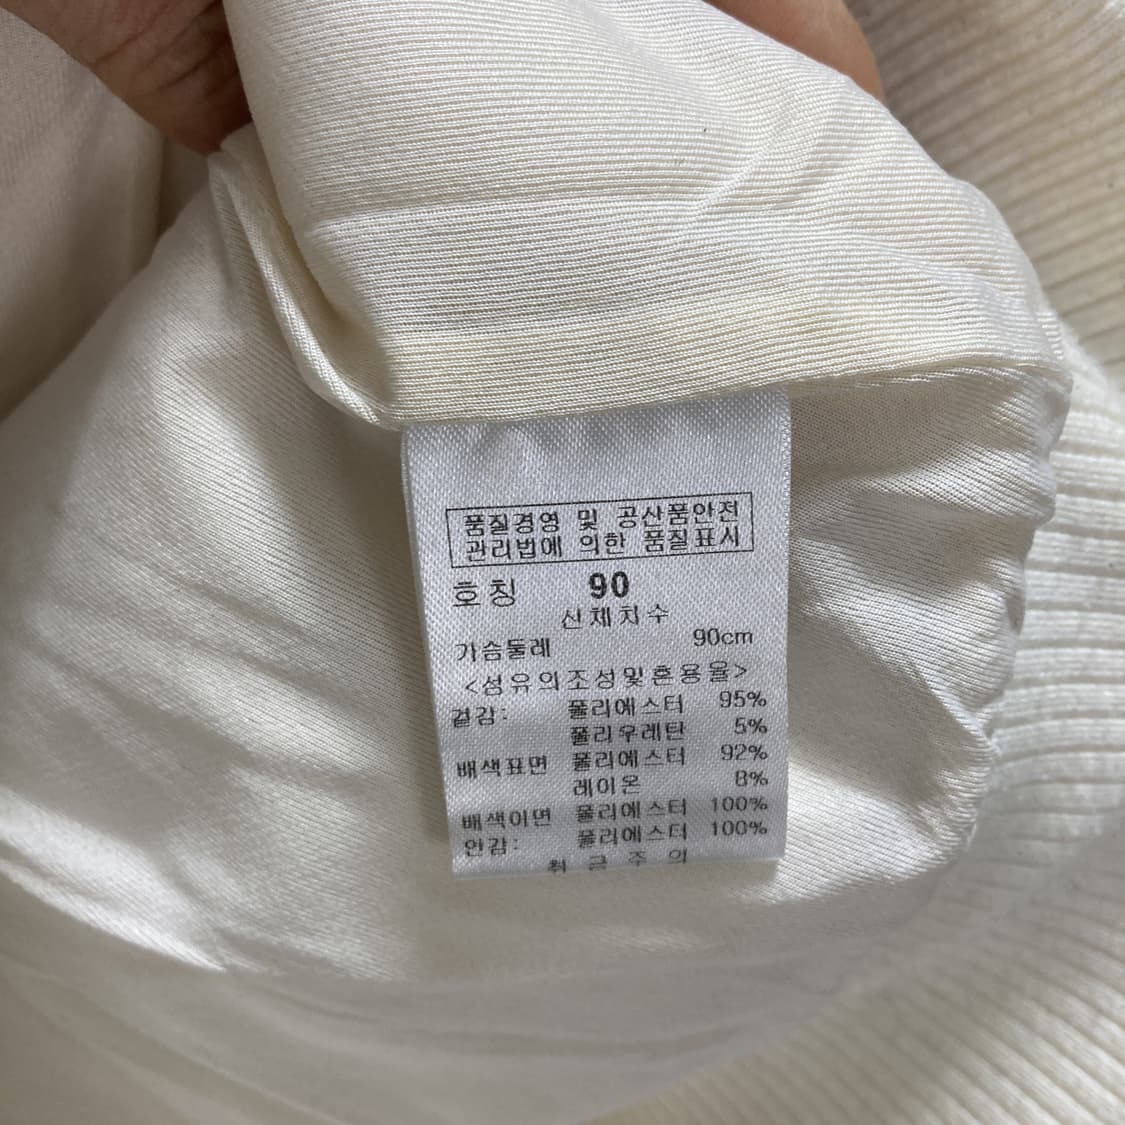 품질경영 및 공산품안전
관리법에 의한 품질표시
호칭 90
신체치수
가슴둘레 90cm
<섬유의조성및혼용율>
겉감: 폴리에스터 95%
폴리우레탄 5%
배색표면 폴리에스터 92%
레이온 8%
배색이면 폴리에스터 100%
안감: 폴리에스터 100%
취급주의